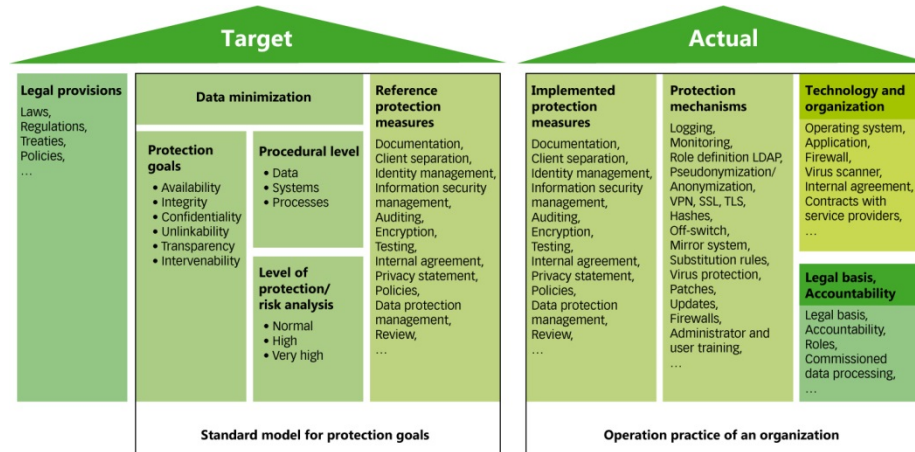 Target
Legal provisions
Laws,
Regulations,
Treaties,
Policies,
...
Data minimization
Protection
goals
• Availability
• Integrity
• Confidentiality
• Unlinkability
• Transparency
• Intervenability
Procedural level
• Data
• Systems
• Processes
Level of
protection/
risk analysis
• Normal
• High
• Very high
Reference
protection
measures
Documentation,
Client separation,
Identity management,
Information security
management,
Auditing,
Encryption,
Testing,
Internal agreement,
Privacy statement,
Policies,
Data protection
management,
Review,
...
Standard model for protection goals
Actual
Implemented
protection
measures
Documentation,
Client separation,
Identity management,
Information security
management,
Auditing,
Encryption,
Testing,
Internal agreement,
Privacy statement,
Policies,
Data protection
management,
Review,
...
Protection
mechanisms
Logging,
Monitoring,
Role definition LDAP,
Pseudonymization/
Anonymization,
VPN, SSL, TLS,
Hashes,
Off-switch,
Mirror system,
Substitution rules,
Virus protection,
Patches,
Updates,
Firewalls,
Administrator and
user training,
...
Technology and
organization
Operating system,
Application,
Firewall,
Virus scanner,
Internal agreement,
Contracts with
service providers,
...
Legal basis,
Accountability
Legal basis,
Accountability,
Roles,
Commissioned
data processing,
...
Operation practice of an organization